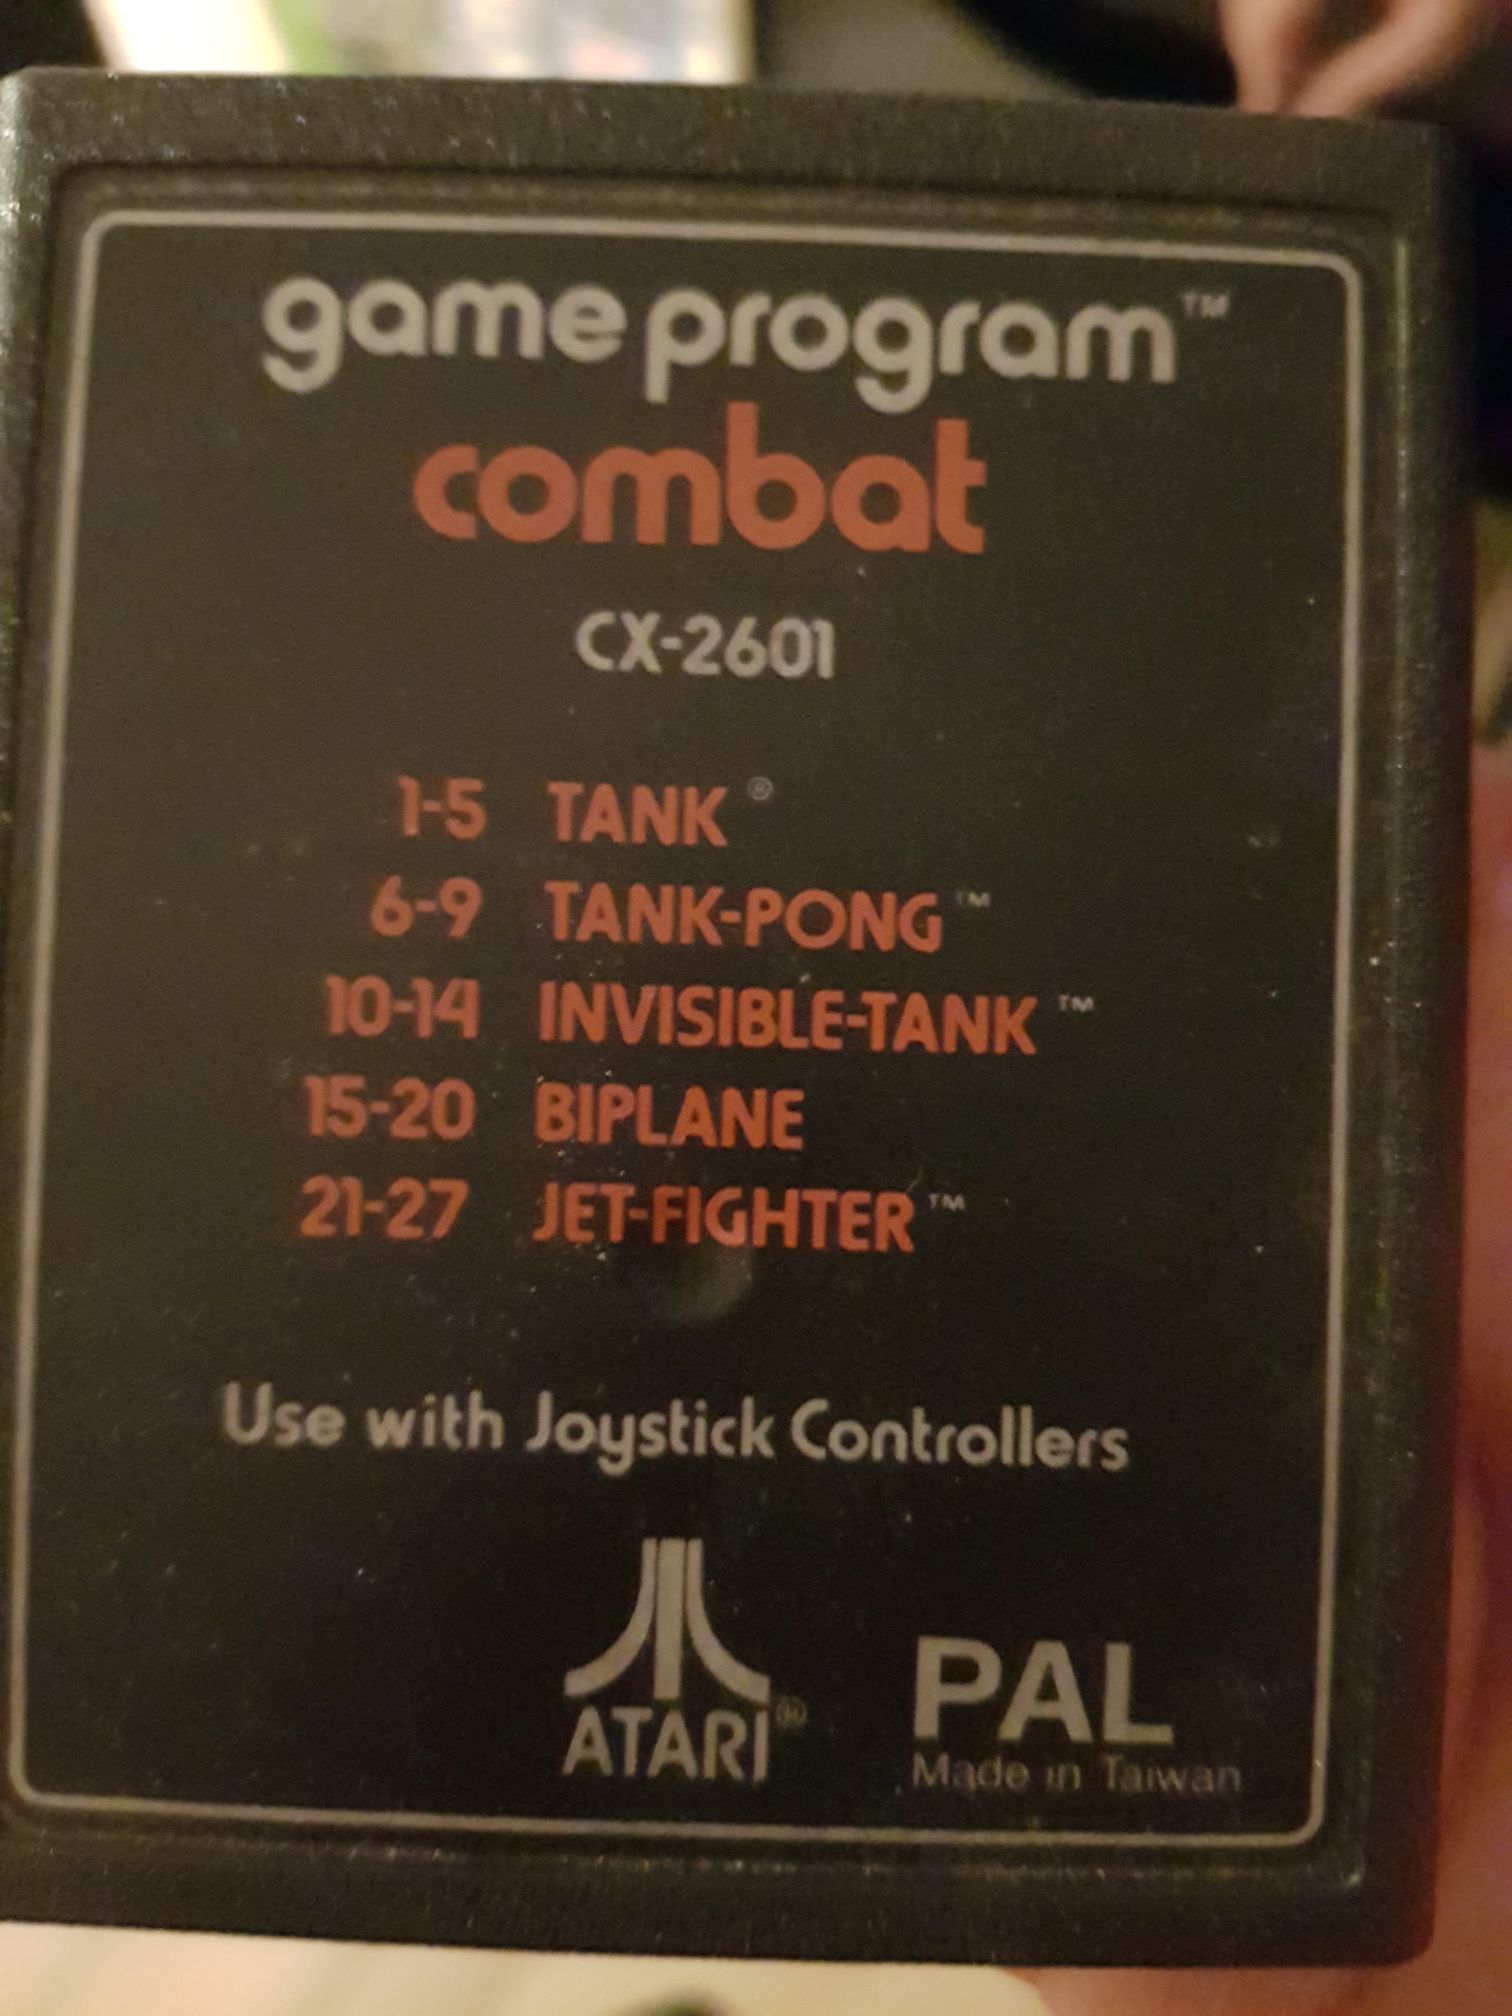 game program™
combat
CX-2601
1-5 TANK®
6-9 TANK-PONG™
10-14 INVISIBLE-TANK™
15-20 BIPLANE
21-27 JET-FIGHTER™
Use with Joystick Controllers
ATARI®
PAL
Made in Taiwan